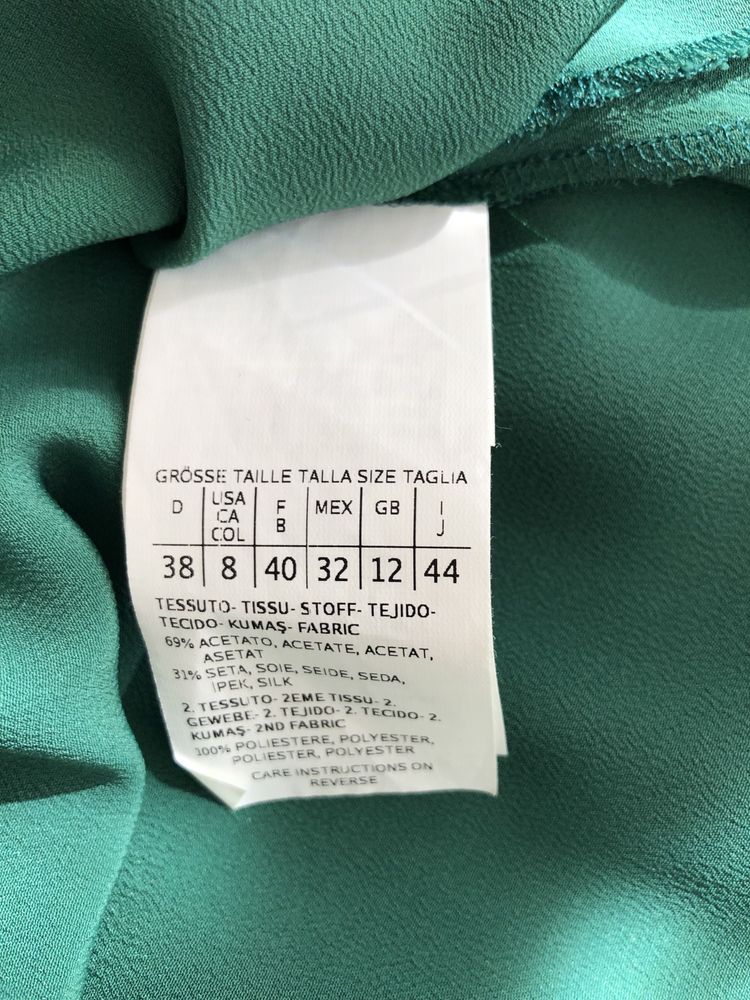 GRÖSSE TAILLE TALLA SIZE TAGLIA
D USA CA COL F B MEX GB I J
38 8 40 32 12 44
TESSUTO- TISSU- STOFF- TEJIDO-
TECIDO- KUMAŞ- FABRIC
69% ACETATO, ACETATE, ACETAT,
ASETAT
31% SETA, SOIE, SEIDE, SEDA,
İPEK, SILK
2. TESSUTO- 2EME TISSU- 2.
GEWEBE- 2. TEJIDO- 2. TECIDO- 2.
KUMAŞ- 2ND FABRIC
100% POLIESTERE, POLYESTER,
POLIESTER, POLYESTER
CARE INSTRUCTIONS ON
REVERSE